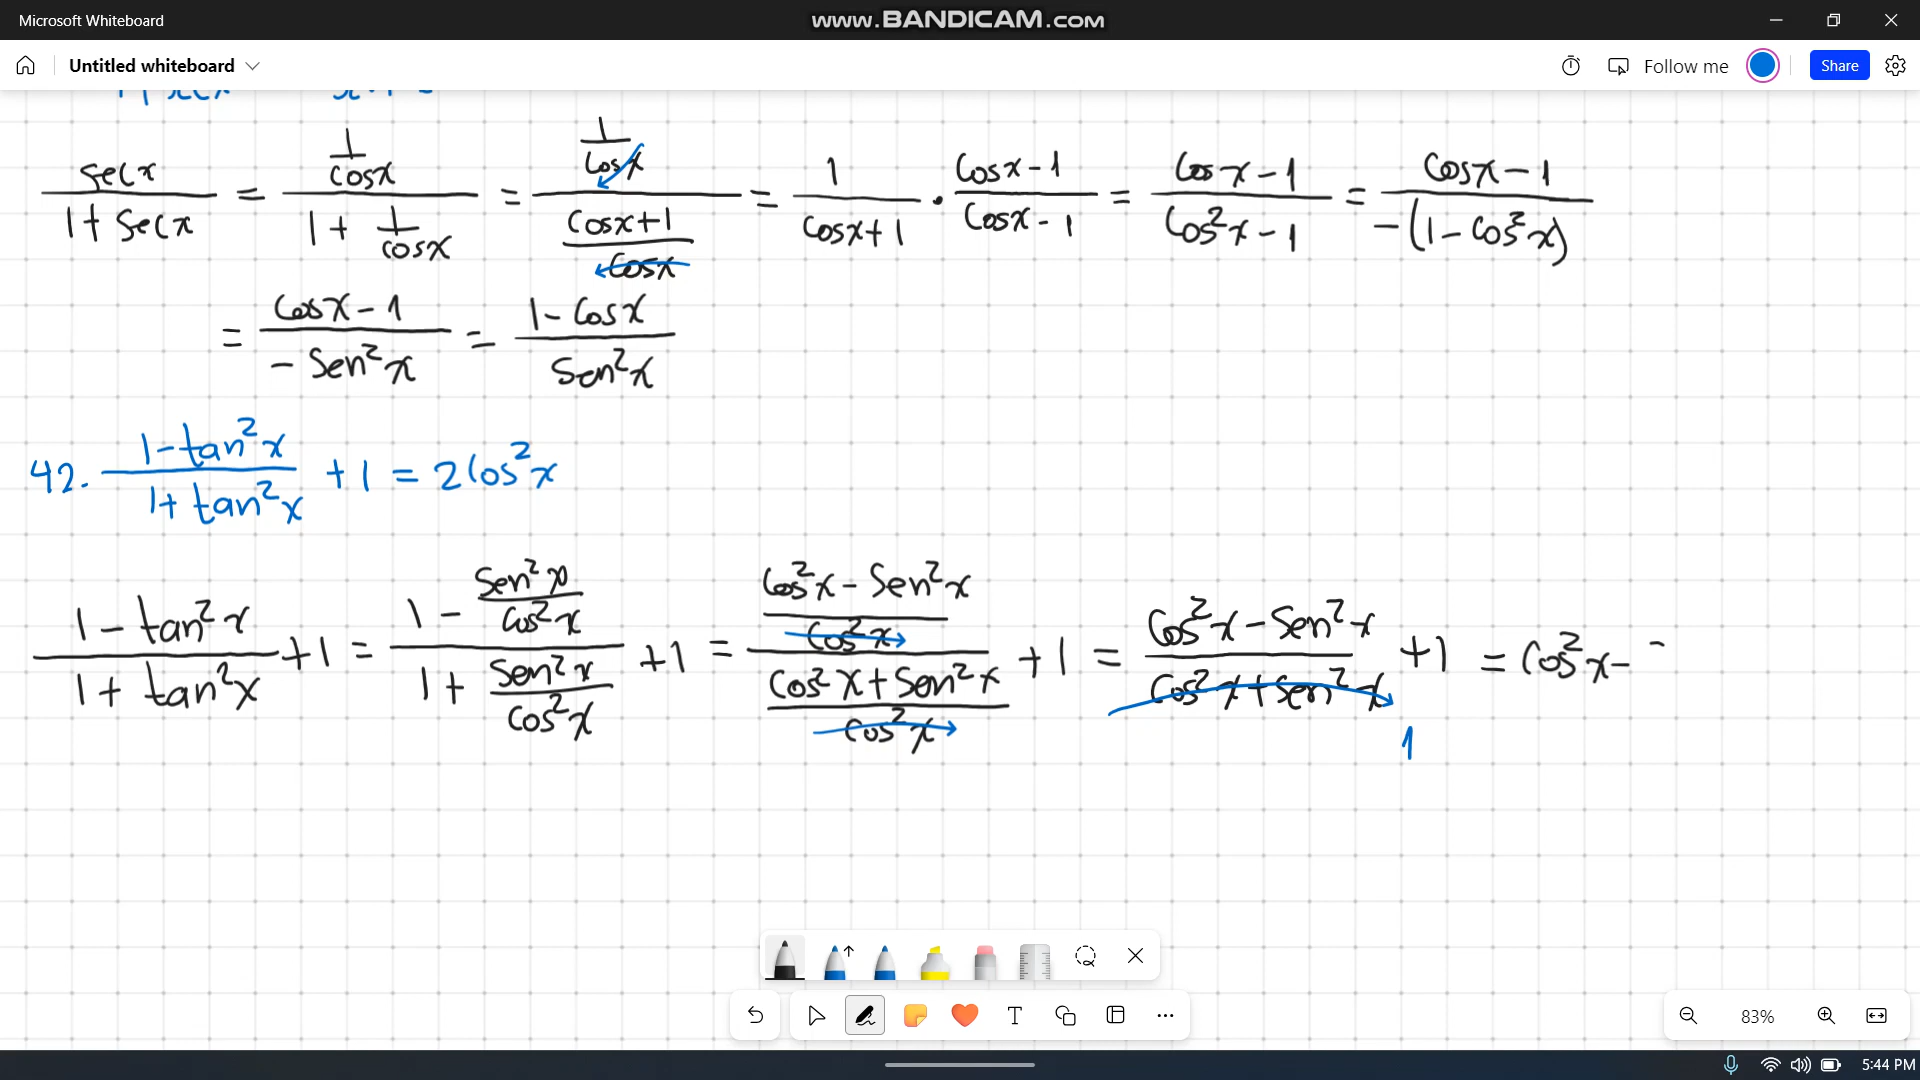 Microsoft Whiteboard
www.BANDICAM.com
Untitled whiteboard
Follow me
Share
secx/(1+secx) = (1/cosx)/(1+1/cosx) = (1/cosx)/((cosx+1)/cosx) = 1/(cosx+1) · (cosx-1)/(cosx-1) = (cosx-1)/(cos²x-1) = (cosx-1)/(-(1-cos²x))
= (cosx-1)/(-sen²x) = (1-cosx)/(sen²x)
42. (1-tan²x)/(1+tan²x) +1 = 2cos²x
(1-tan²x)/(1+tan²x) +1 = (1-sen²x/cos²x)/(1+sen²x/cos²x) +1 = ((cos²x-sen²x)/cos²x)/((cos²x+sen²x)/cos²x) +1 = (cos²x-sen²x)/(cos²x+sen²x) +1 = cos²x-
1
83%
5:44 PM